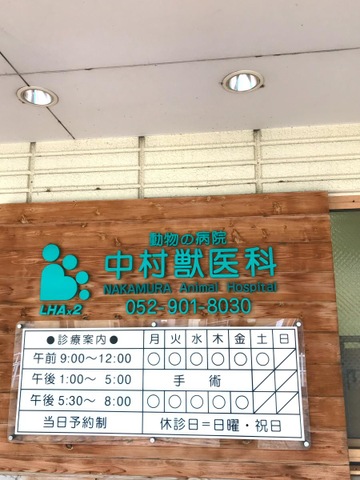 動物の病院
中村獣医科
NAKAMURA Animal Hospital
LHA×2
052-901-8030
●診療案内● 月 火 水 木 金 土 日
午前 9:00〜12:00 ○ ○ ○ ○ ○ ○
午後 1:00〜 5:00 手 術
午後 5:30〜 8:00 ○ ○ ○ ○ ○
当日予約制 休診日=日曜・祝日